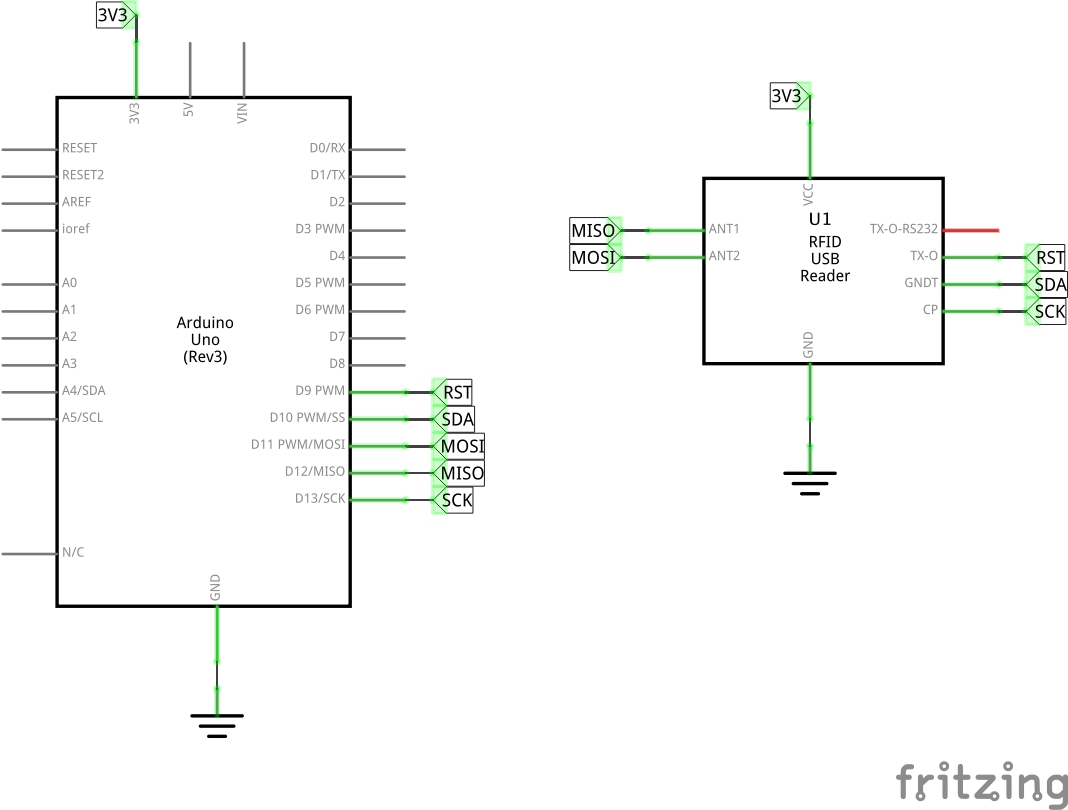 3V3
3V3
5V
VIN
RESET
RESET2
AREF
ioref
A0
A1
A2
A3
A4/SDA
A5/SCL
N/C
Arduino
Uno
(Rev3)
D0/RX
D1/TX
D2
D3 PWM
D4
D5 PWM
D6 PWM
D7
D8
D9 PWM
D10 PWM/SS
D11 PWM/MOSI
D12/MISO
D13/SCK
RST
SDA
MOSI
MISO
SCK
GND
3V3
VCC
MISO
MOSI
ANT1
ANT2
U1
RFID
USB
Reader
TX-O-RS232
TX-O
GNDT
CP
RST
SDA
SCK
GND
fritzing